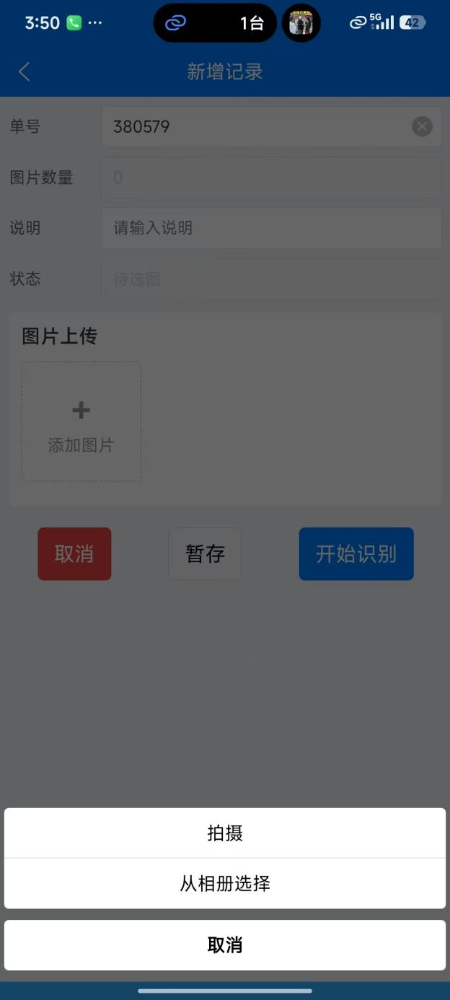 3:50
1台
5G
42
新增记录
单号 380579
图片数量 0
说明 请输入说明
状态 待选图
图片上传
添加图片
取消 暂存 开始识别
拍摄
从相册选择
取消